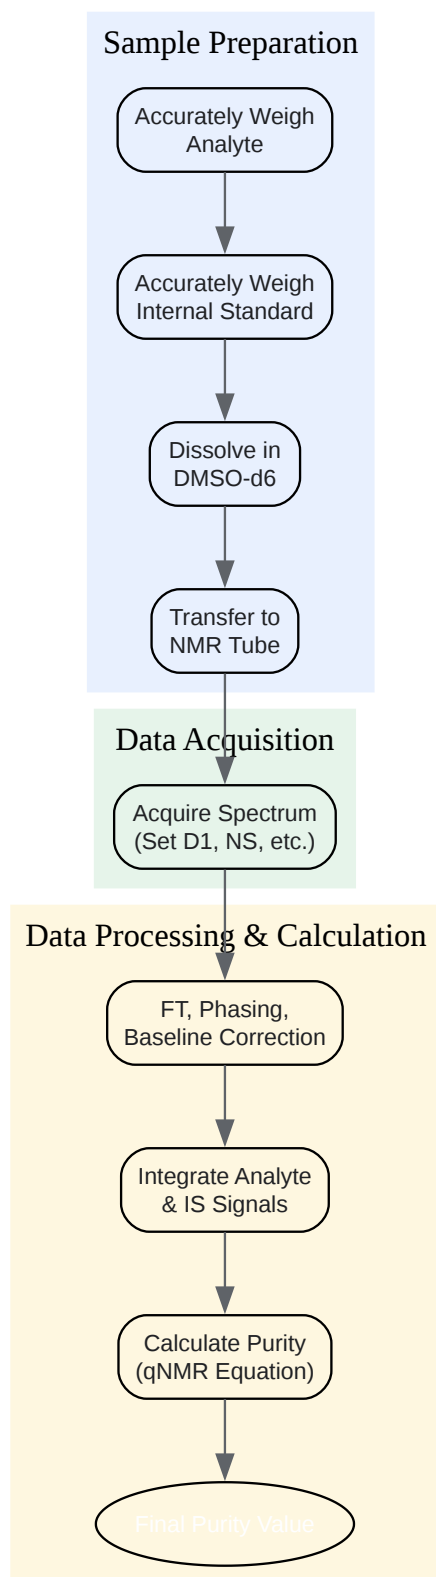 Sample Preparation
Accurately Weigh
Analyte
Accurately Weigh
Internal Standard
Dissolve in
DMSO-d6
Transfer to
NMR Tube
Data Acquisition
Acquire Spectrum
(Set D1, NS, etc.)
Data Processing & Calculation
FT, Phasing,
Baseline Correction
Integrate Analyte
& IS Signals
Calculate Purity
(qNMR Equation)
Final Purity Value